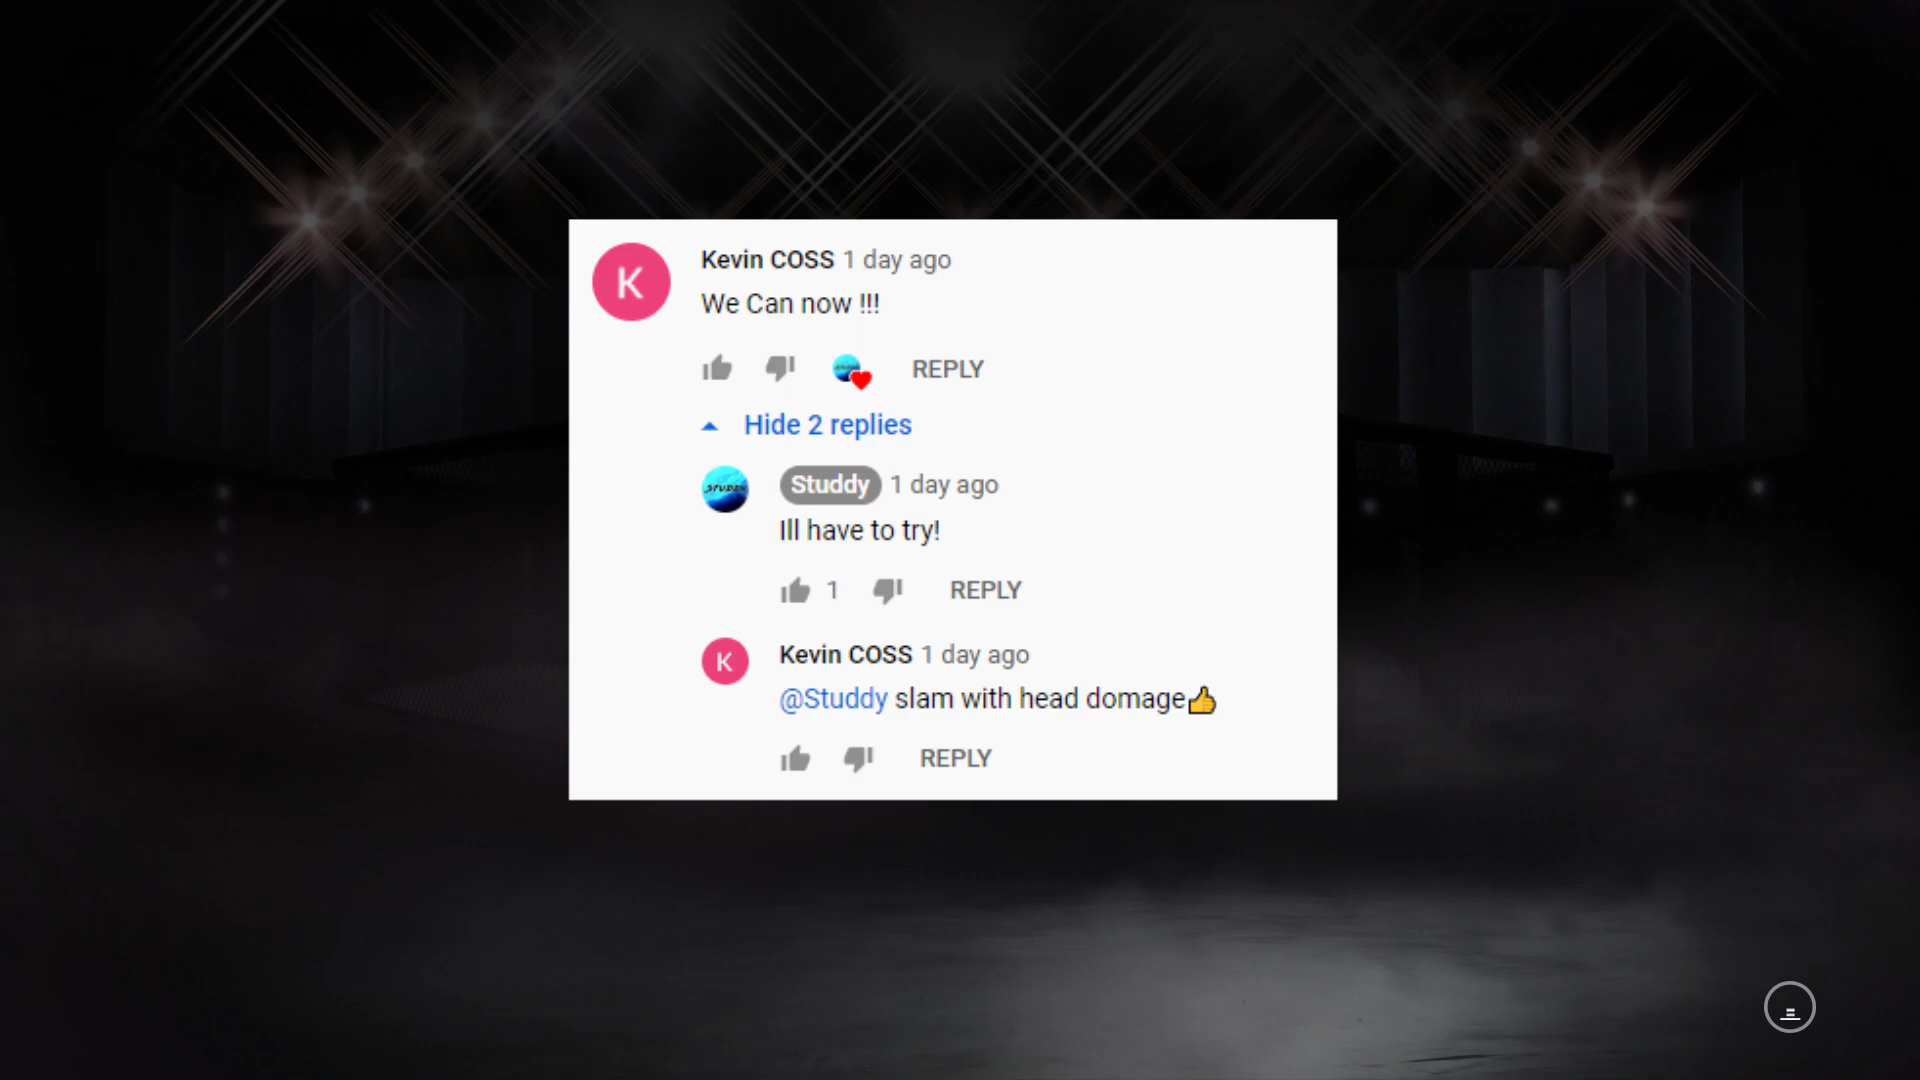 Kevin COSS 1 day ago
K
We Can now !!!
REPLY
Hide 2 replies
Studdy 1 day ago
STUDDY
Ill have to try!
1 REPLY
Kevin COSS 1 day ago
K
@Studdy slam with head domage👍
REPLY